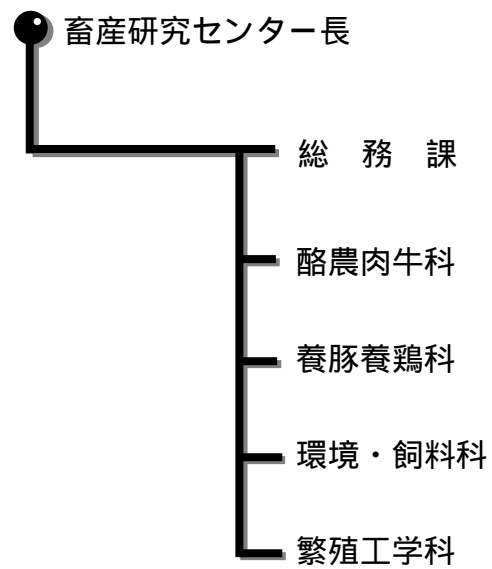 畜産研究センター長
総　務　課
酪農肉牛科
養豚養鶏科
環境・飼料科
繁殖工学科